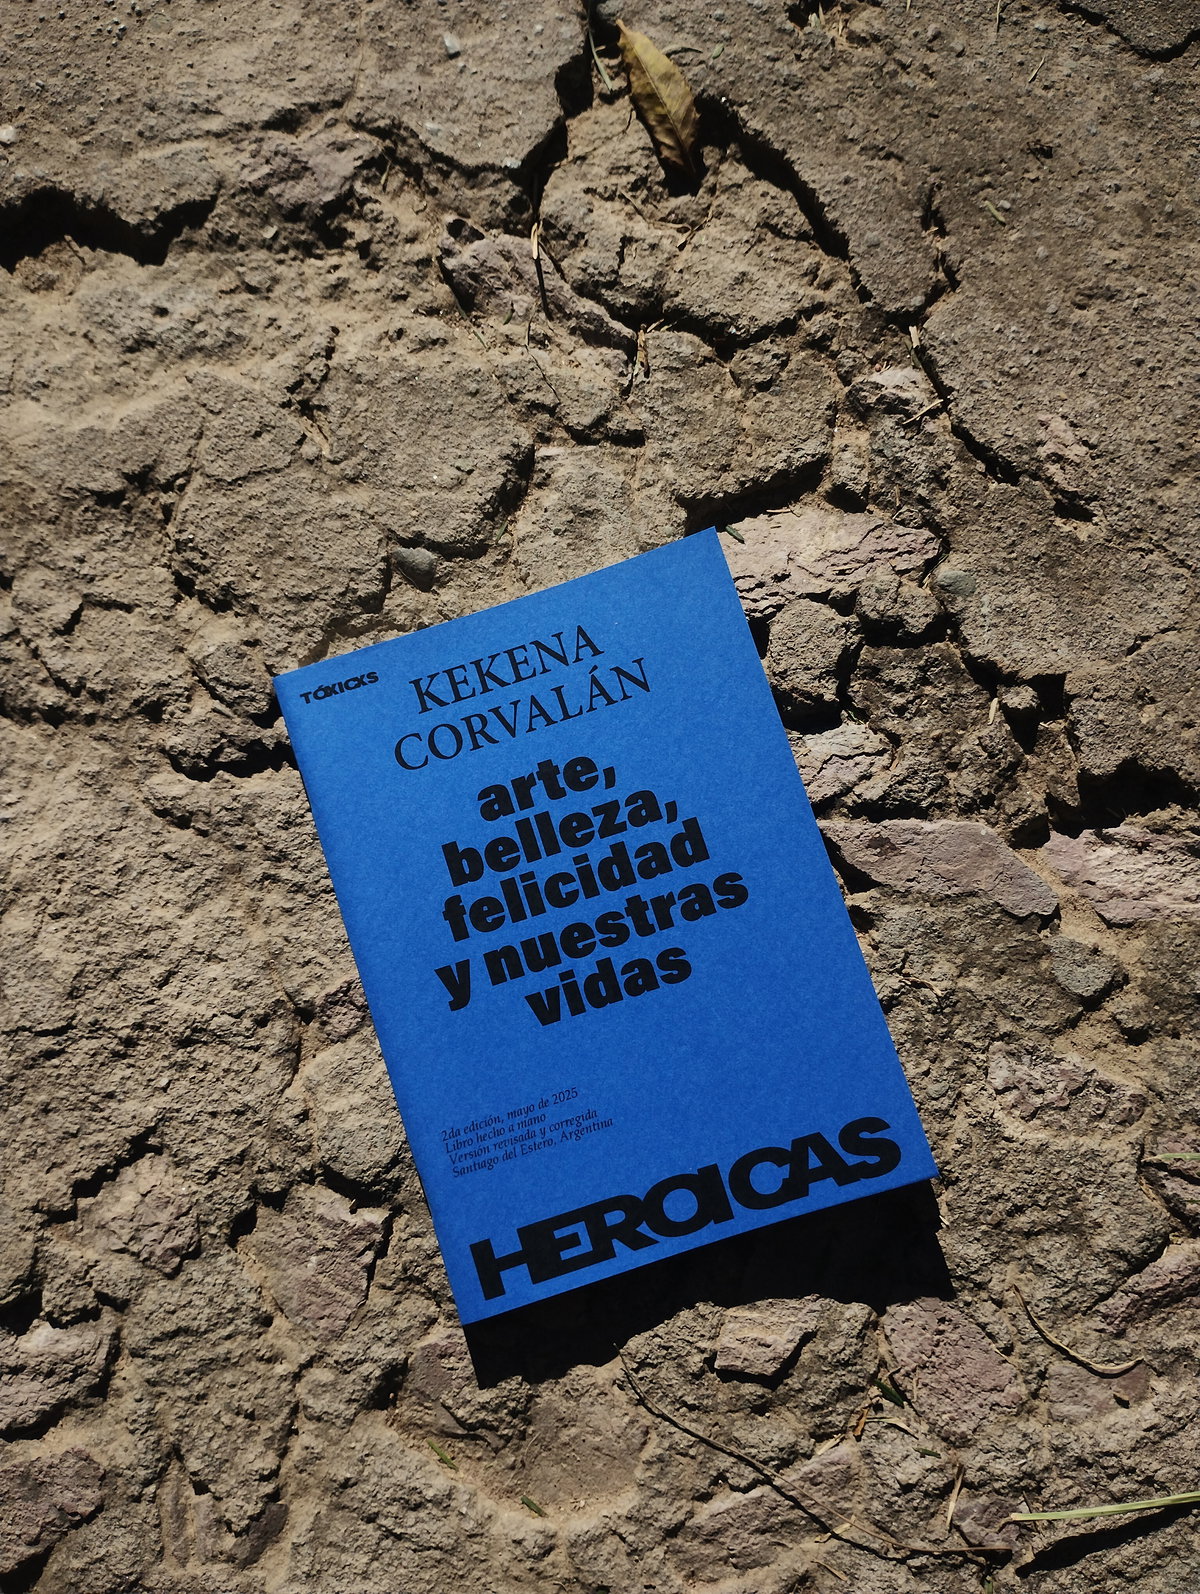 TÓXICXS
KEKENA
CORVALÁN
arte,
belleza,
felicidad
y nuestras
vidas
2da edición, mayo de 2025
Libro hecho a mano
Versión revisada y corregida
Santiago del Estero, Argentina
HEROICAS